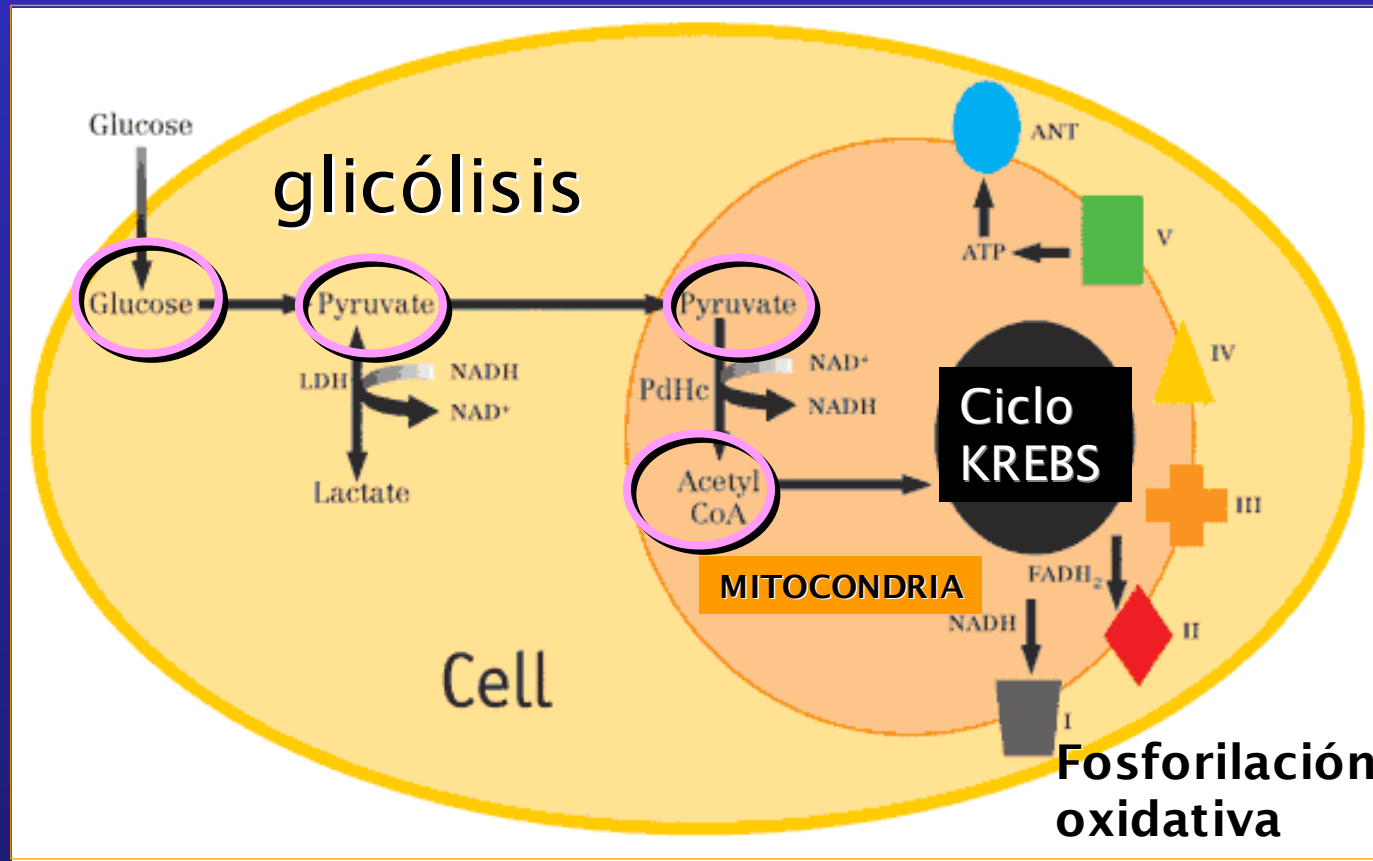 Glucose
glicólisis
ANT
ATP
V
Glucose
Pyruvate
Pyruvate
LDH
NADH
NAD⁺
Lactate
PdHc
NAD⁺
NADH
Acetyl
CoA
Ciclo
KREBS
IV
III
FADH₂
NADH
II
I
MITOCONDRIA
Cell
Fosforilación
oxidativa